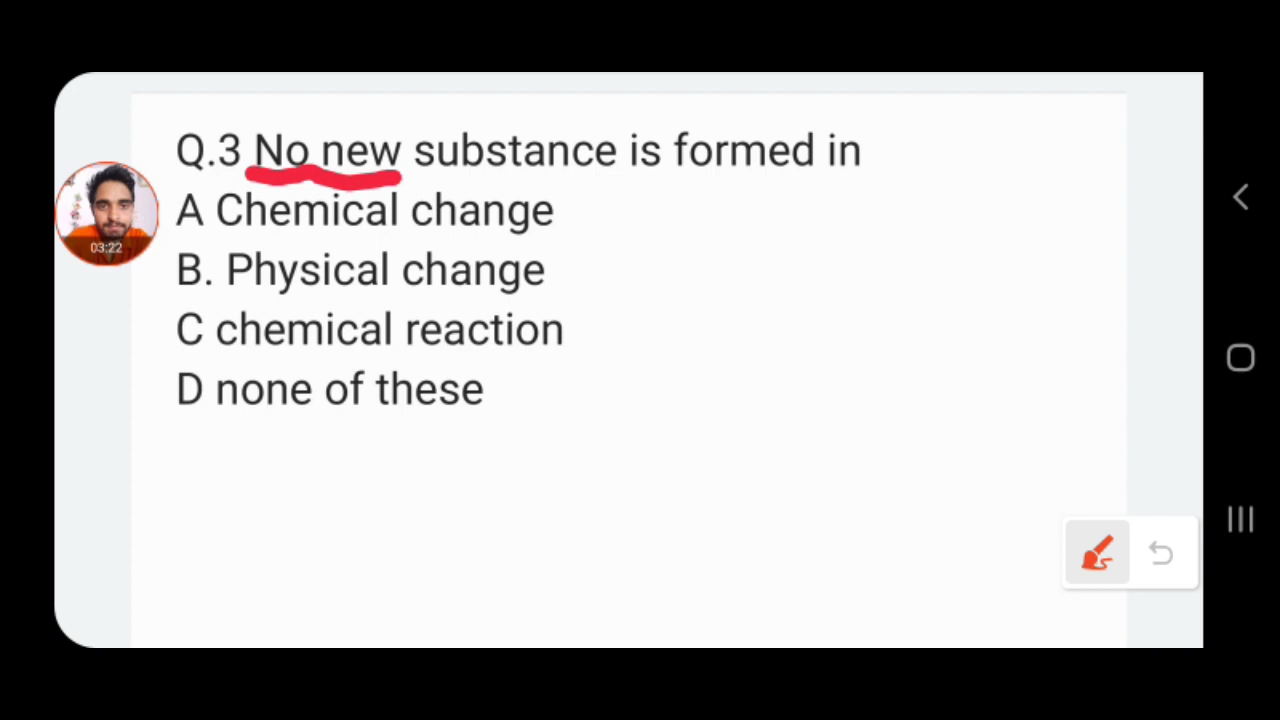 Q.3 No new substance is formed in
A Chemical change
B. Physical change
C chemical reaction
D none of these
03:22